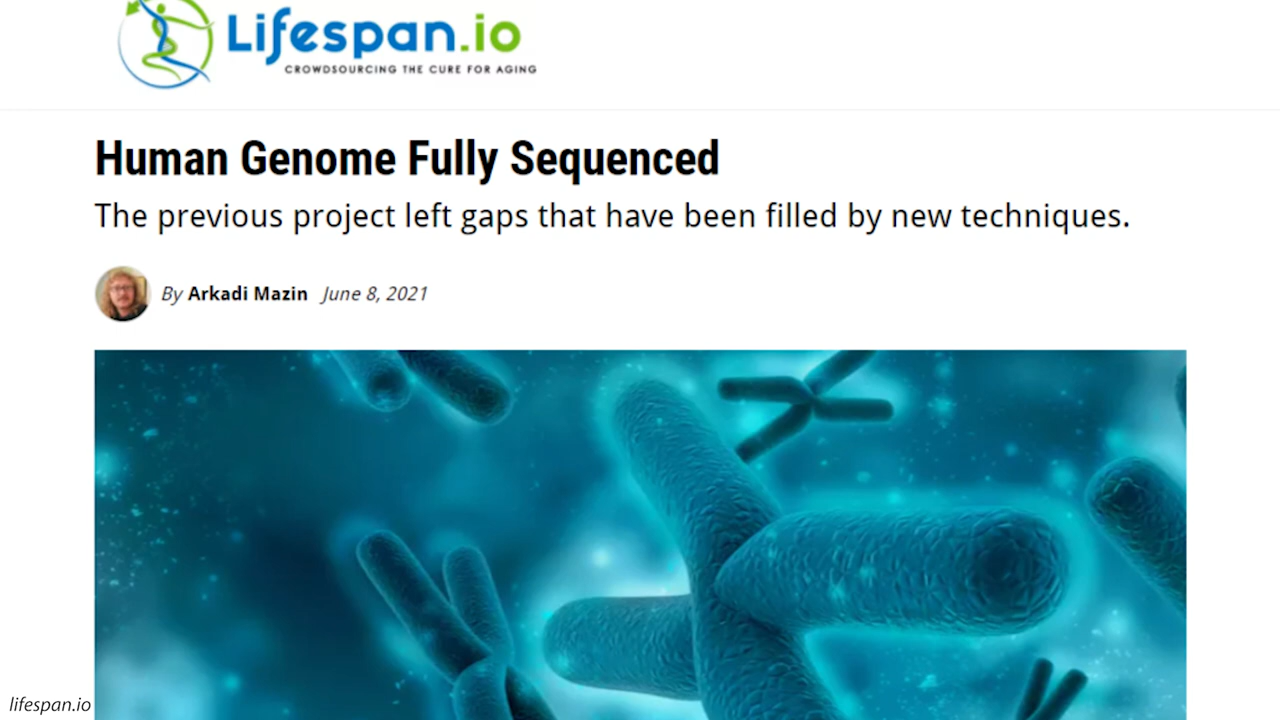 Lifespan.io
CROWDSOURCING THE CURE FOR AGING
Human Genome Fully Sequenced
The previous project left gaps that have been filled by new techniques.
By Arkadi Mazin June 8, 2021
lifespan.io